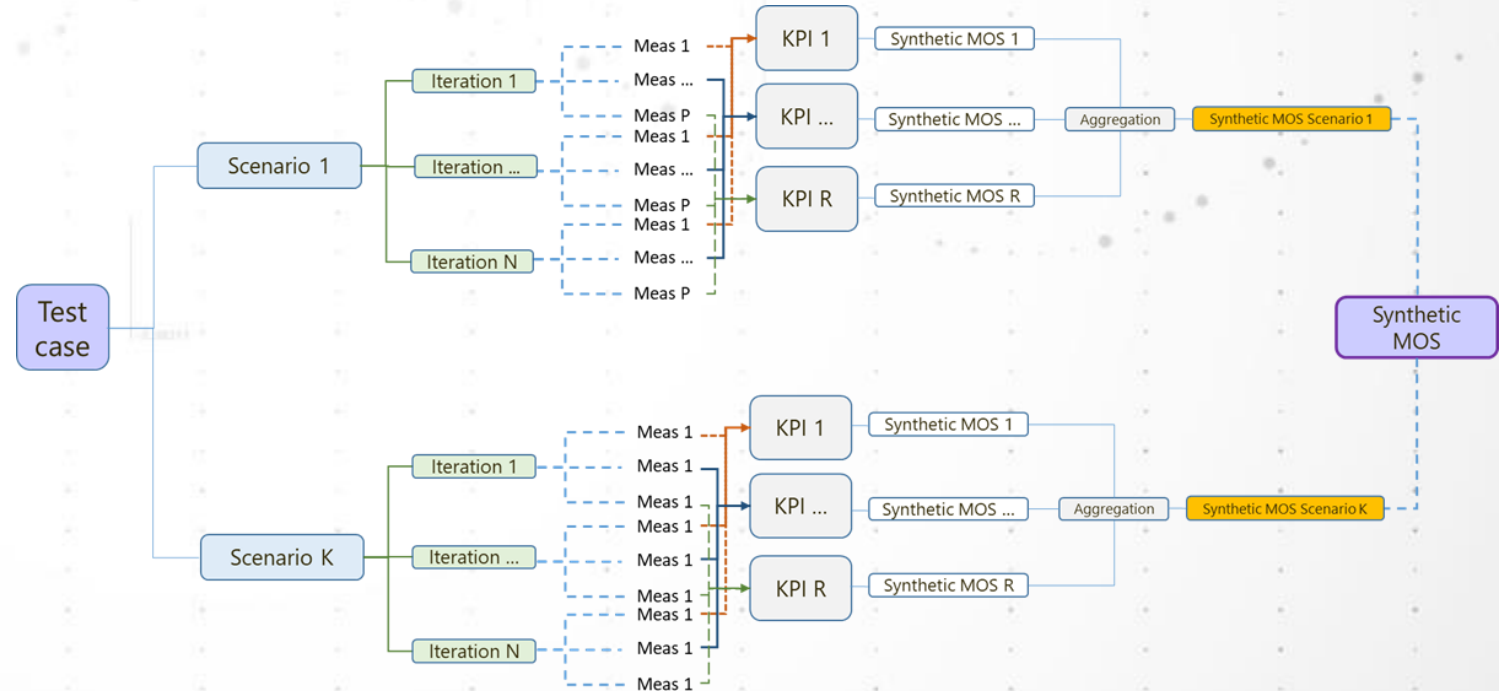 Meas 1
KPI 1
Synthetic MOS 1
Iteration 1
Meas ...
Meas P
KPI ...
Synthetic MOS ...
Aggregation
Synthetic MOS Scenario 1
Meas 1
Scenario 1
Iteration ...
Meas ...
Meas P
KPI R
Synthetic MOS R
Meas 1
Iteration N
Meas ...
Meas P
Test
case
Synthetic
MOS
Meas 1
KPI 1
Synthetic MOS 1
Iteration 1
Meas 1
Meas 1
KPI ...
Synthetic MOS ...
Aggregation
Synthetic MOS Scenario K
Meas 1
Scenario K
Iteration ...
Meas 1
Meas 1
KPI R
Synthetic MOS R
Meas 1
Iteration N
Meas 1
Meas 1